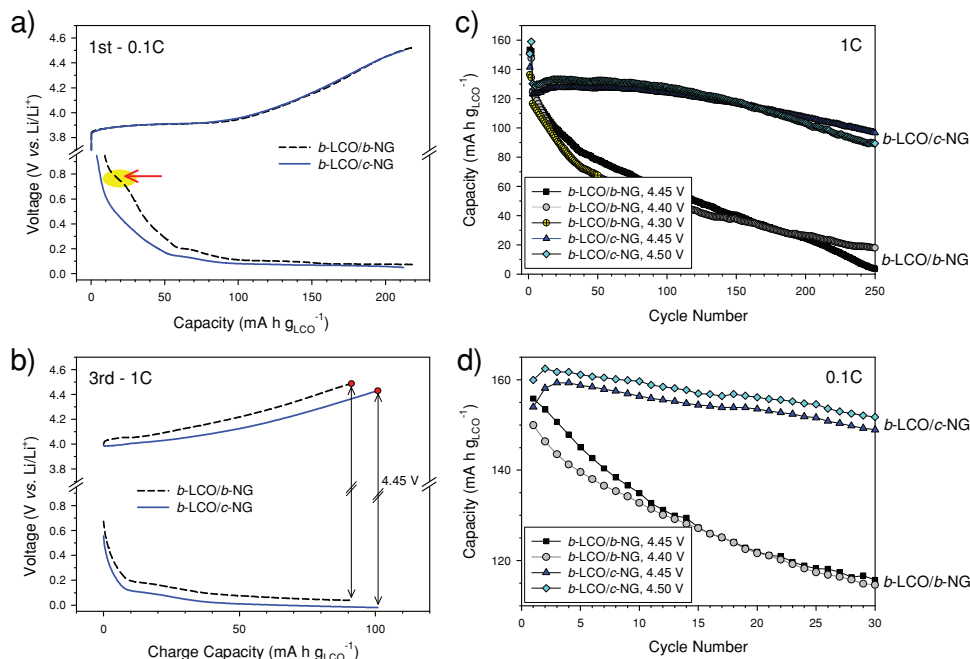 a)
1st - 0.1C
Voltage (V vs. Li/Li⁺)
4.8
4.4
4.0
3.6
0.8
0.6
0.4
0.2
0.0
b-LCO/b-NG
b-LCO/c-NG
0 50 100 150 200
Capacity (mA h g_LCO⁻¹)
b)
3rd - 1C
Voltage (V vs. Li/Li⁺)
4.8
4.6
4.4
4.2
4.0
3.8
0.8
0.6
0.4
0.2
0.0
b-LCO/b-NG
b-LCO/c-NG
4.45 V
0 50 100
Charge Capacity (mA h g_LCO⁻¹)
c)
1C
Capacity (mA h g_LCO⁻¹)
160
140
120
100
80
60
40
20
0
b-LCO/b-NG, 4.45 V
b-LCO/b-NG, 4.40 V
b-LCO/b-NG, 4.30 V
b-LCO/c-NG, 4.45 V
b-LCO/c-NG, 4.50 V
b-LCO/c-NG
b-LCO/b-NG
0 50 100 150 200 250
Cycle Number
d)
0.1C
Capacity (mA h g_LCO⁻¹)
160
145
130
115
b-LCO/b-NG, 4.45 V
b-LCO/b-NG, 4.40 V
b-LCO/c-NG, 4.45 V
b-LCO/c-NG, 4.50 V
b-LCO/c-NG
b-LCO/b-NG
0 5 10 15 20 25 30
Cycle Number